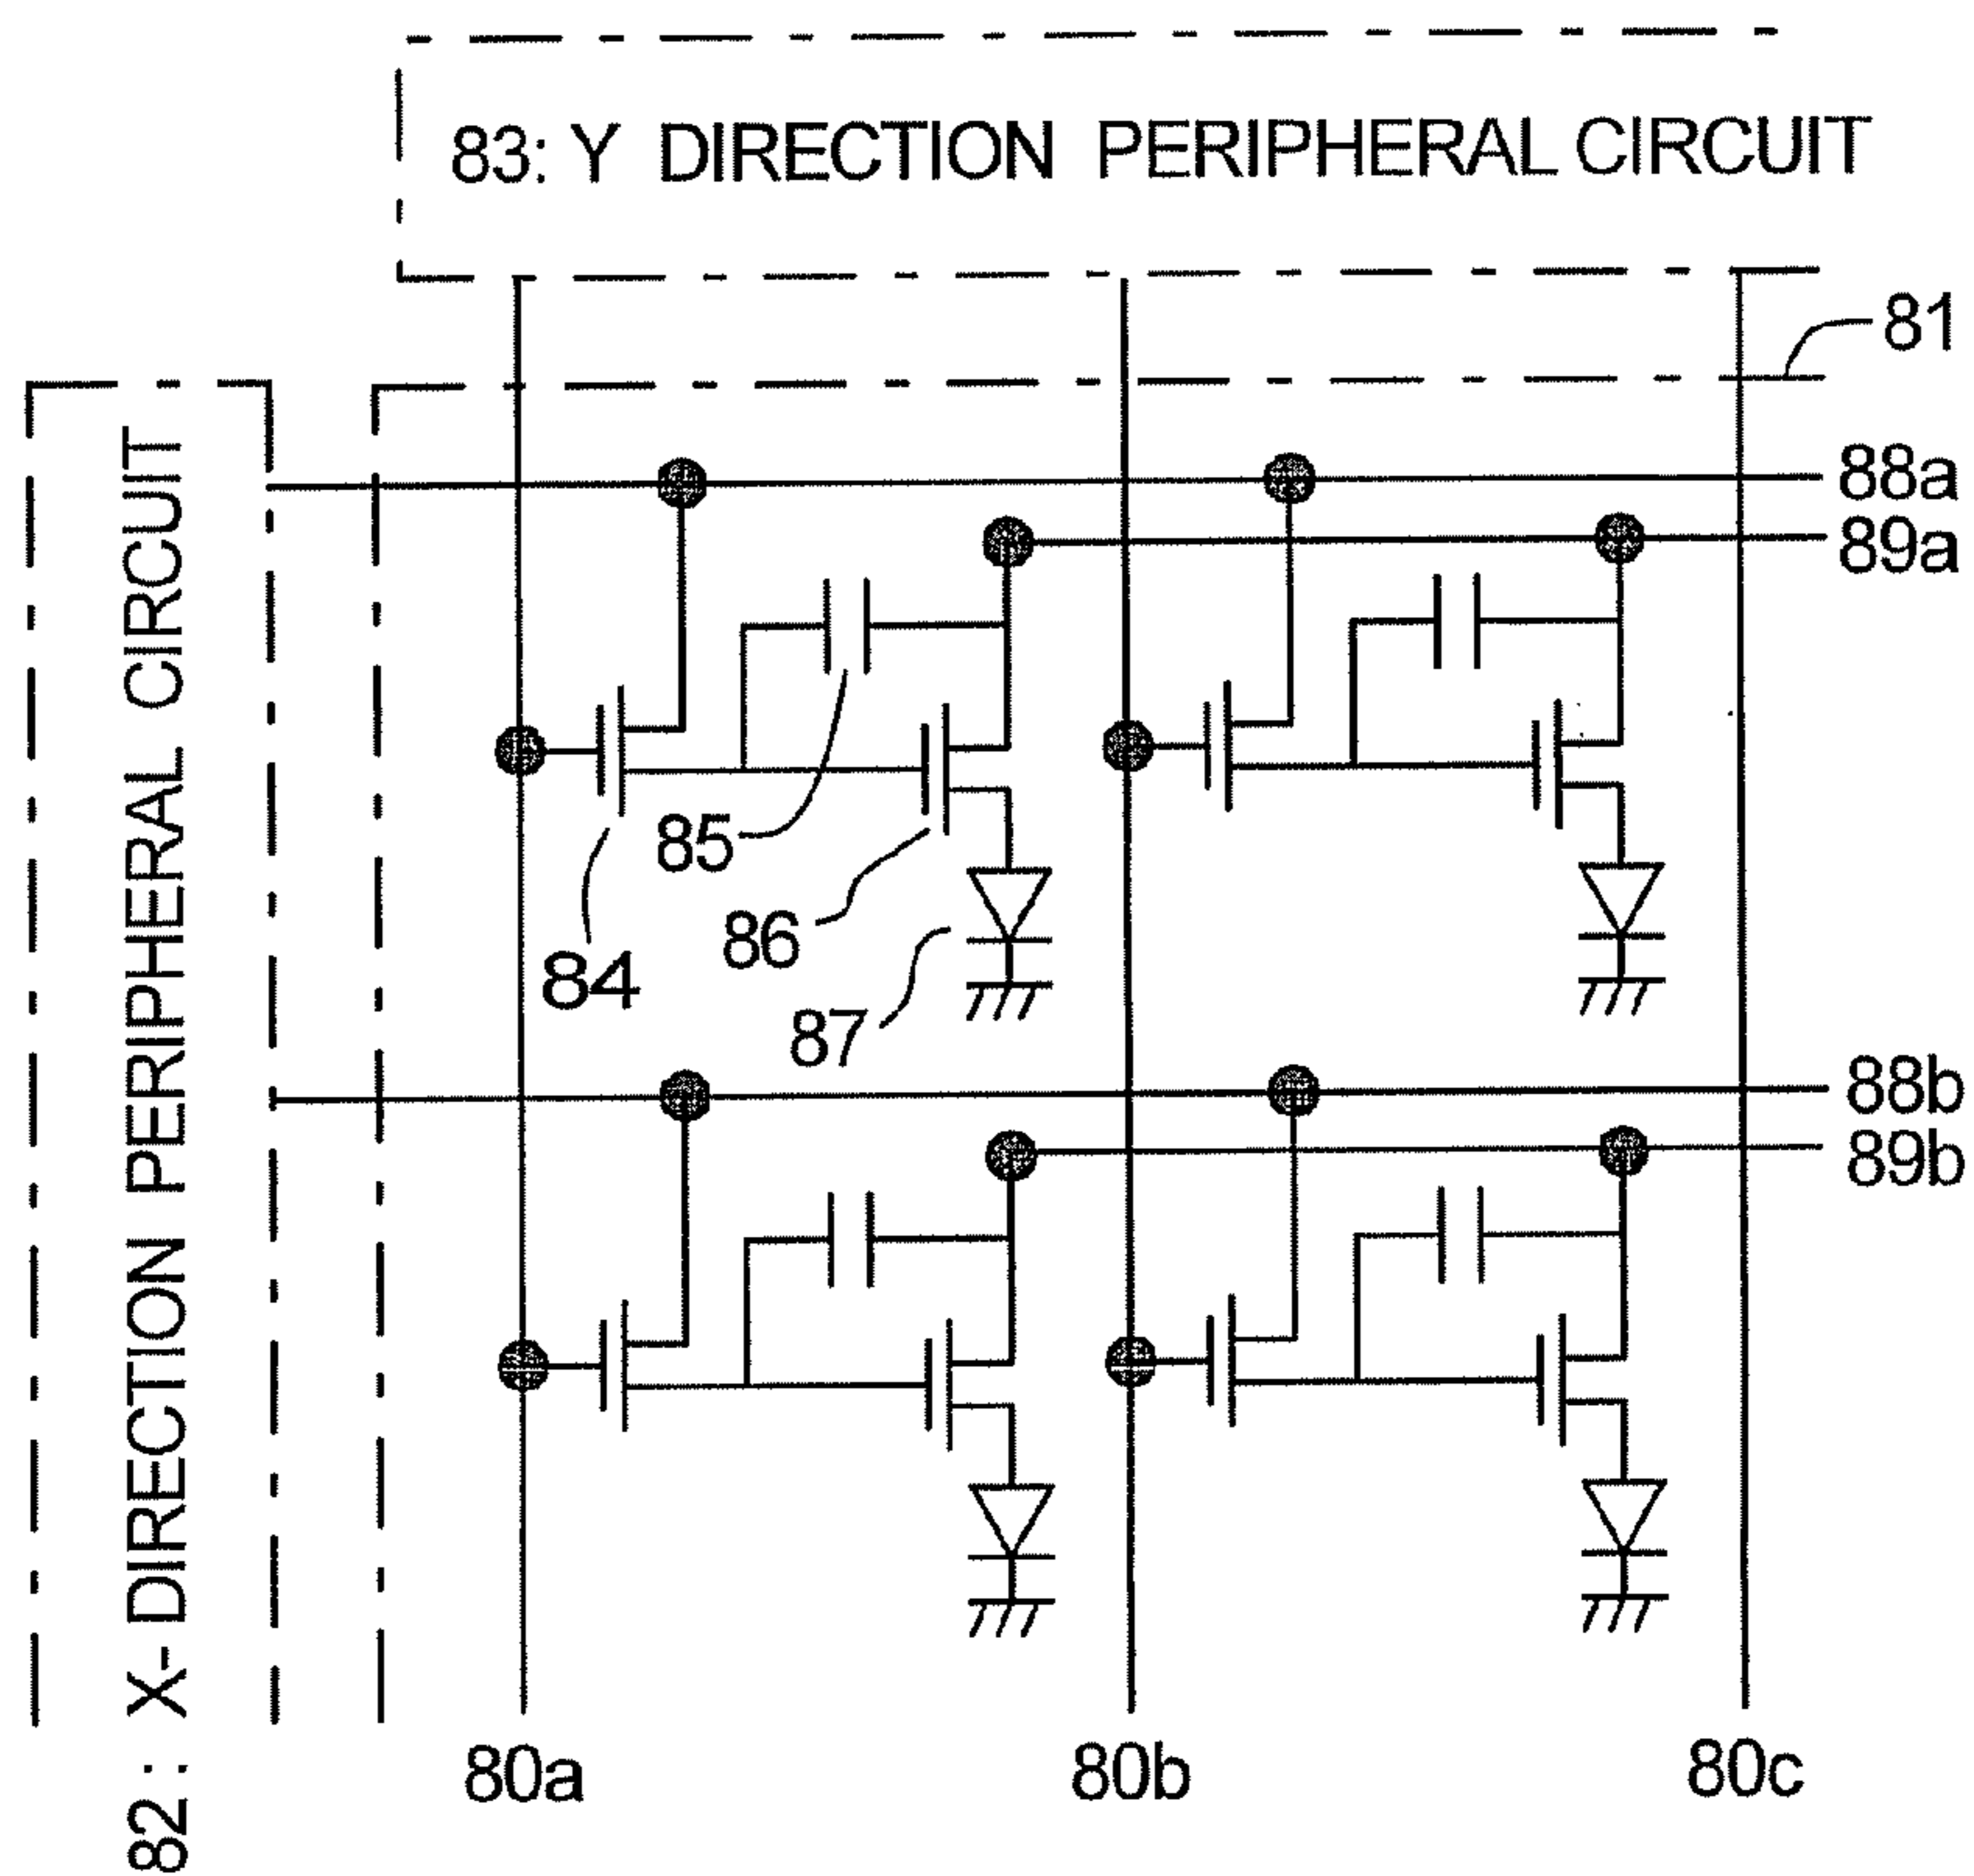 83: Y DIRECTION PERIPHERAL CIRCUIT
81
82 : X-DIRECTION PERIPHERAL CIRCUIT
88a
89a
85
86
84
87
88b
89b
80a
80b
80c